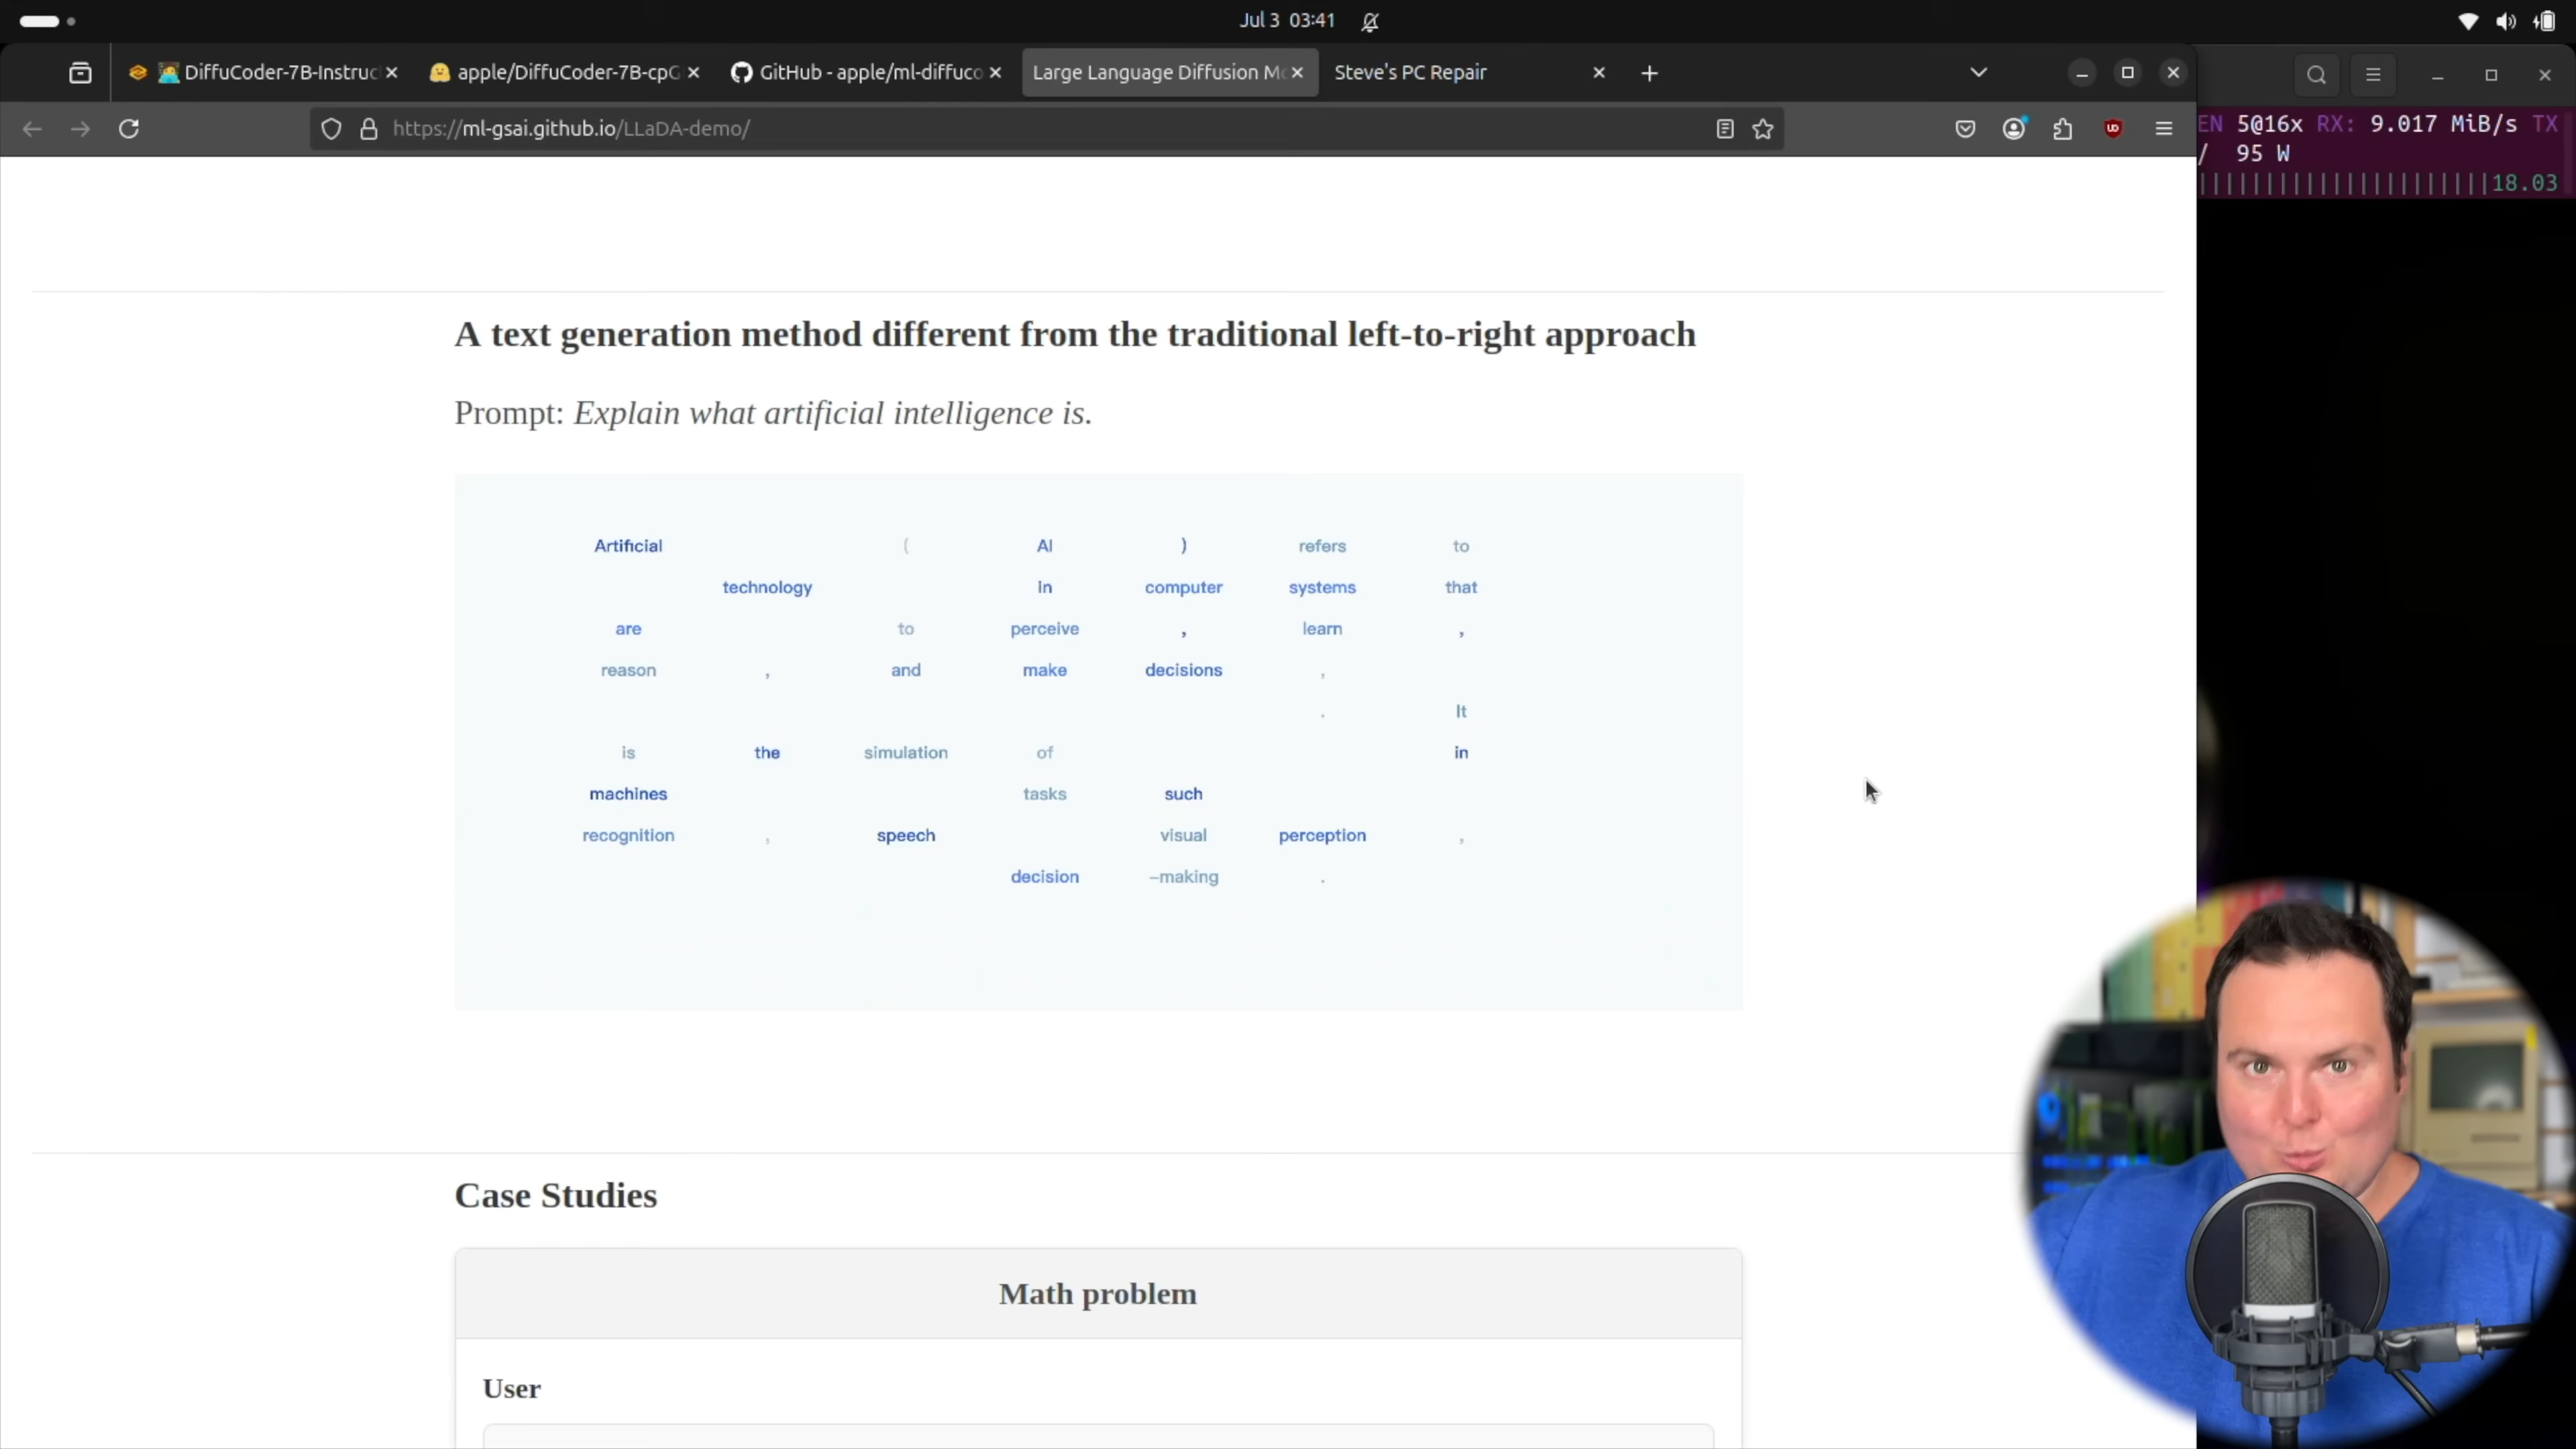 Jul 3 03:41
DiffuCoder-7B-Instruc
apple/DiffuCoder-7B-cpG
GitHub - apple/ml-diffuco
Large Language Diffusion Mo
Steve's PC Repair
https://ml-gsai.github.io/LLaDA-demo/
EN 5@16x RX: 9.017 MiB/s TX
/ 95 W
||||||||||||||||||||||18.03
A text generation method different from the traditional left-to-right approach
Prompt: Explain what artificial intelligence is.
Artificial ( AI ) refers to
technology in computer systems that
are to perceive , learn ,
reason , and make decisions ,
. It
is the simulation of in
machines tasks such
recognition , speech visual perception ,
decision –making .
Case Studies
Math problem
User